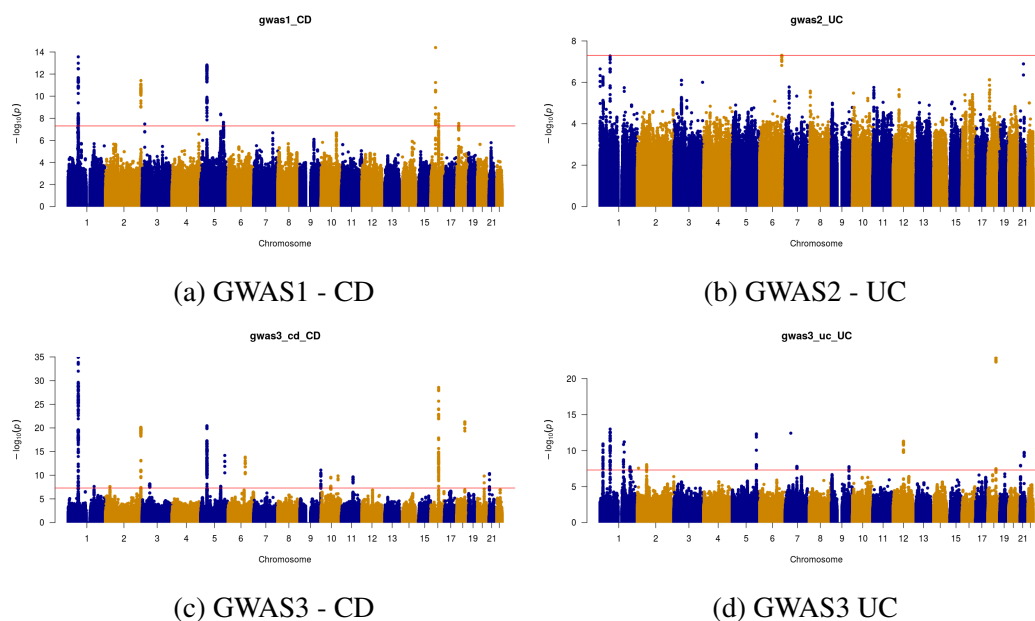 gwas1_CD
− log10(p)
14
12
10
8
6
4
2
0
1 2 3 4 5 6 7 8 9 10 11 12 13 15 17 19 21
Chromosome
(a) GWAS1 - CD
gwas2_UC
− log10(p)
8
6
4
2
0
1 2 3 4 5 6 7 8 9 10 11 12 13 15 17 19 21
Chromosome
(b) GWAS2 - UC
gwas3_cd_CD
− log10(p)
35
30
25
20
15
10
5
0
1 2 3 4 5 6 7 8 9 10 11 12 13 15 17 19 21
Chromosome
(c) GWAS3 - CD
gwas3_uc_UC
− log10(p)
20
15
10
5
0
1 2 3 4 5 6 7 8 9 10 11 12 13 15 17 19 21
Chromosome
(d) GWAS3 UC